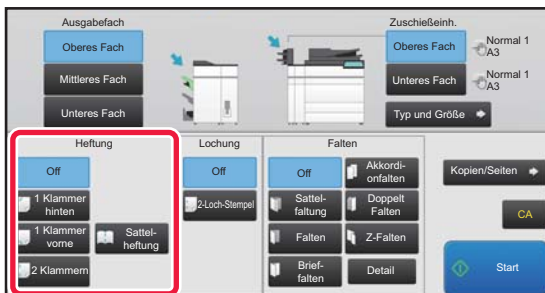 Ausgabefach
Zuschießeinh.
Oberes Fach
Oberes Fach
Normal 1
A3
Mittleres Fach
Unteres Fach
Normal 1
A3
Unteres Fach
Typ und Größe
Heftung
Lochung
Falten
Off
Off
Off
Akkordi-
onfalten
Kopien/Seiten
1 Klammer
hinten
2-Loch-Stempel
Sattel-
faltung
Doppelt
Falten
CA
1 Klammer
vorne
Sattel-
heftung
Falten
Z-Falten
2 Klammern
Brief-
falten
Detail
Start